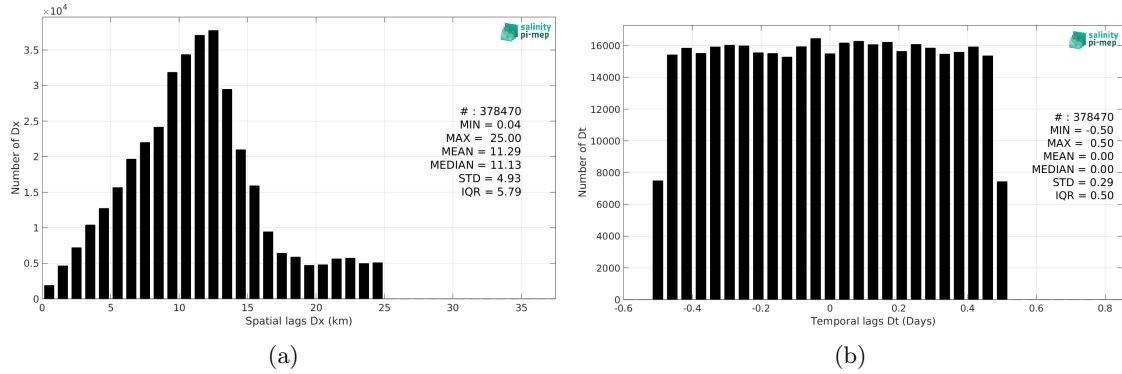 ×10^4
salinity
pi-mep
3.5
3
2.5
2
1.5
1
0.5
0
Number of Dx
# : 378470
MIN = 0.04
MAX = 25.00
MEAN = 11.29
MEDIAN = 11.13
STD = 4.93
IQR = 5.79
0 5 10 15 20 25 30 35
Spatial lags Dx (km)
(a)
salinity
pi-mep
16000
14000
12000
10000
8000
6000
4000
2000
0
Number of Dt
# : 378470
MIN = -0.50
MAX = 0.50
MEAN = 0.00
MEDIAN = 0.00
STD = 0.29
IQR = 0.50
-0.6 -0.4 -0.2 0 0.2 0.4 0.6 0.8
Temporal lags Dt (Days)
(b)